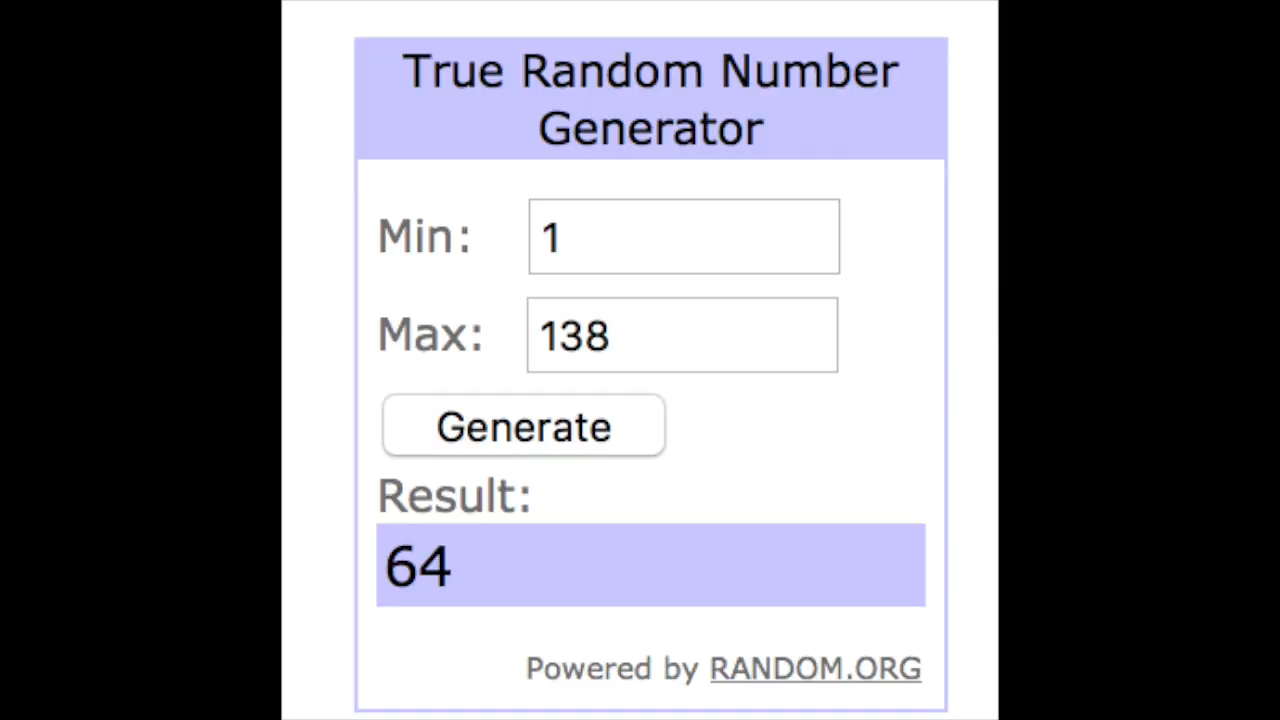 True Random Number
Generator
Min: 1
Max: 138
Generate
Result:
64
Powered by RANDOM.ORG